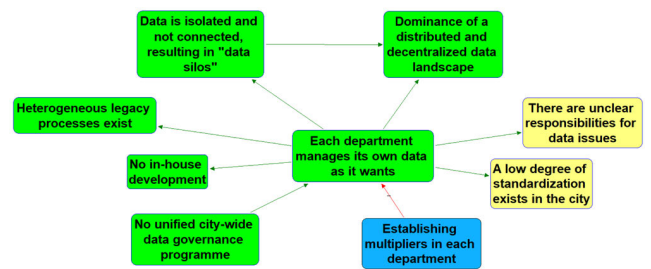 Data is isolated and
not connected,
resulting in "data
silos"
Dominance of a
distributed and
decentralized data
landscape
Heterogeneous legacy
processes exist
There are unclear
responsibilities for
data issues
Each department
manages its own data
as it wants
No in-house
development
A low degree of
standardization
exists in the city
No unified city-wide
data governance
programme
Establishing
multipliers in each
department
-